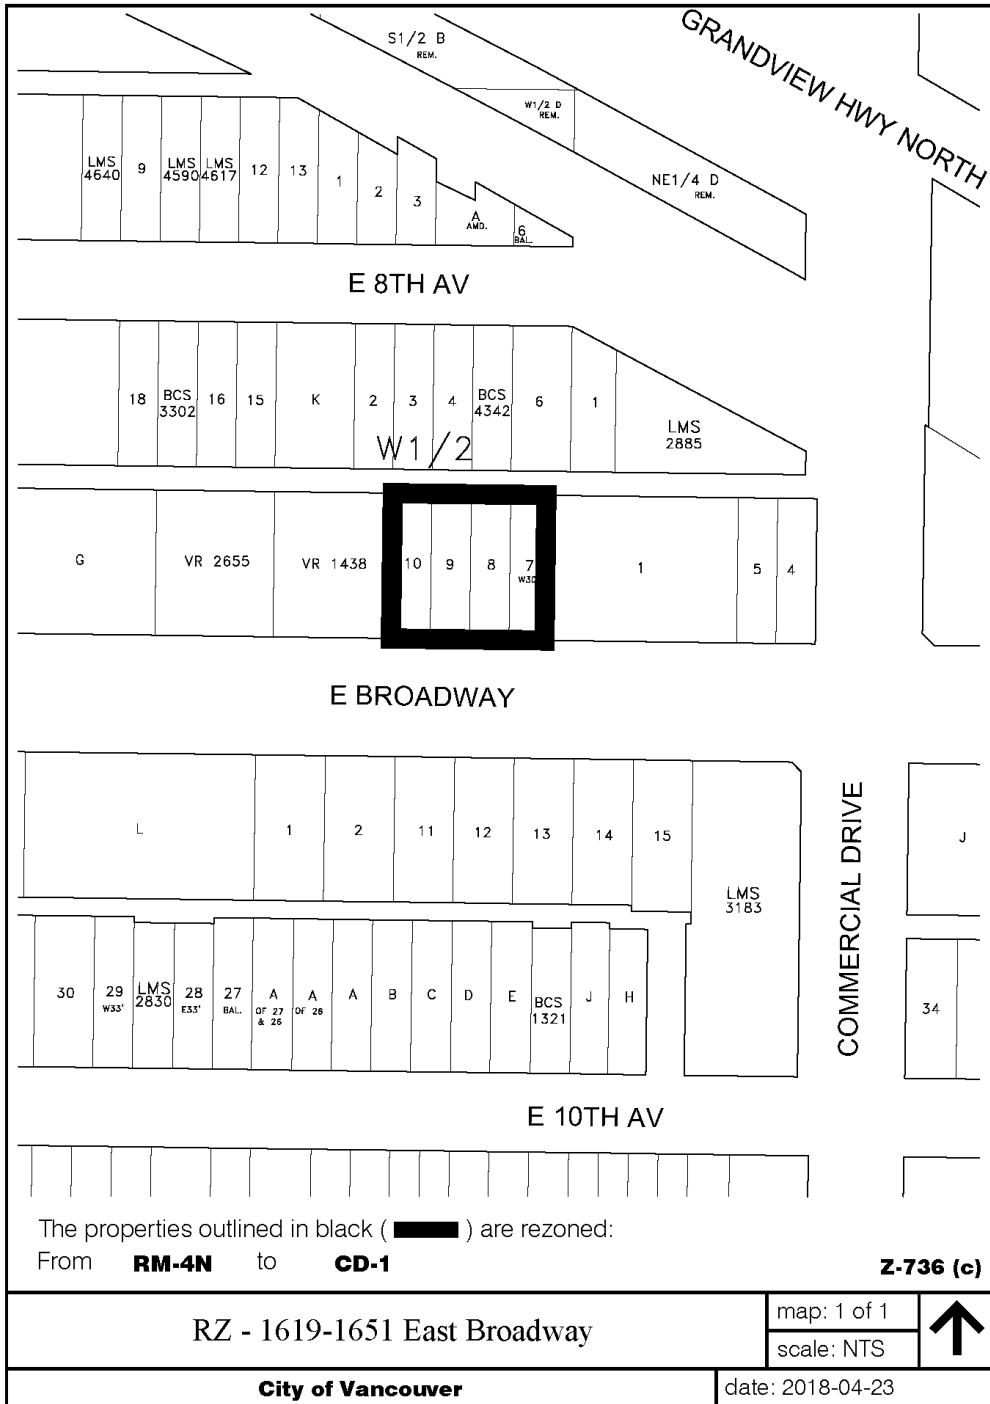 S1/2 B
REM.
GRANDVIEW HWY NORTH
W1/2 D
REM.
NE1/4 D
REM.
LMS 4640
9
LMS 4590
LMS 4617
12
13
1
2
3
A
AMD.
6
BAL.
E 8TH AV
18
BCS 3302
16
15
K
2
3
4
BCS 4342
6
1
LMS 2885
W1/2
G
VR 2655
VR 1438
10
9
8
7
1
5
4
E BROADWAY
L
1
2
11
12
13
14
15
LMS 3183
COMMERCIAL DRIVE
J
30
29
W33'
LMS 2830
28
E33'
27
BAL.
A
OF 27
& 26
A
OF 26
A
B
C
D
E
BCS 1321
J
H
34
E 10TH AV
The properties outlined in black ( ) are rezoned:
From RM-4N to CD-1
Z-736 (c)
RZ - 1619-1651 East Broadway
map: 1 of 1
scale: NTS
City of Vancouver
date: 2018-04-23